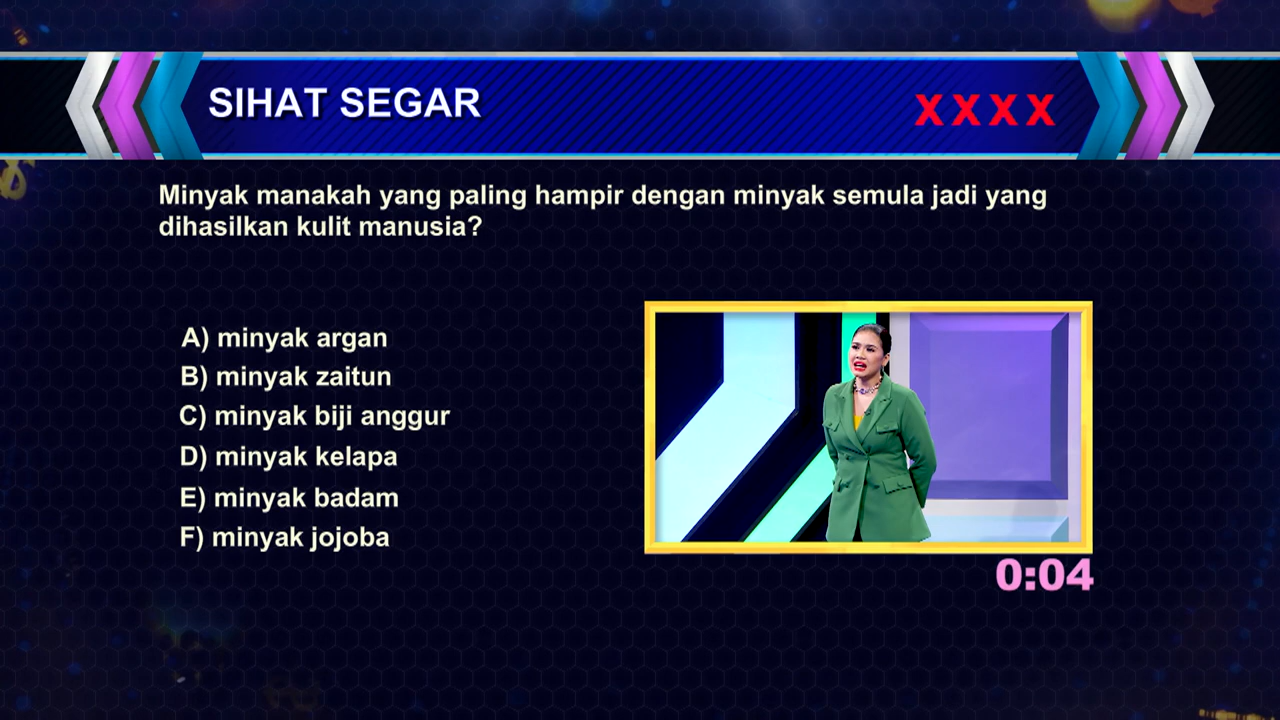 SIHAT SEGAR
XXXX
Minyak manakah yang paling hampir dengan minyak semula jadi yang
dihasilkan kulit manusia?
A) minyak argan
B) minyak zaitun
C) minyak biji anggur
D) minyak kelapa
E) minyak badam
F) minyak jojoba
0:04